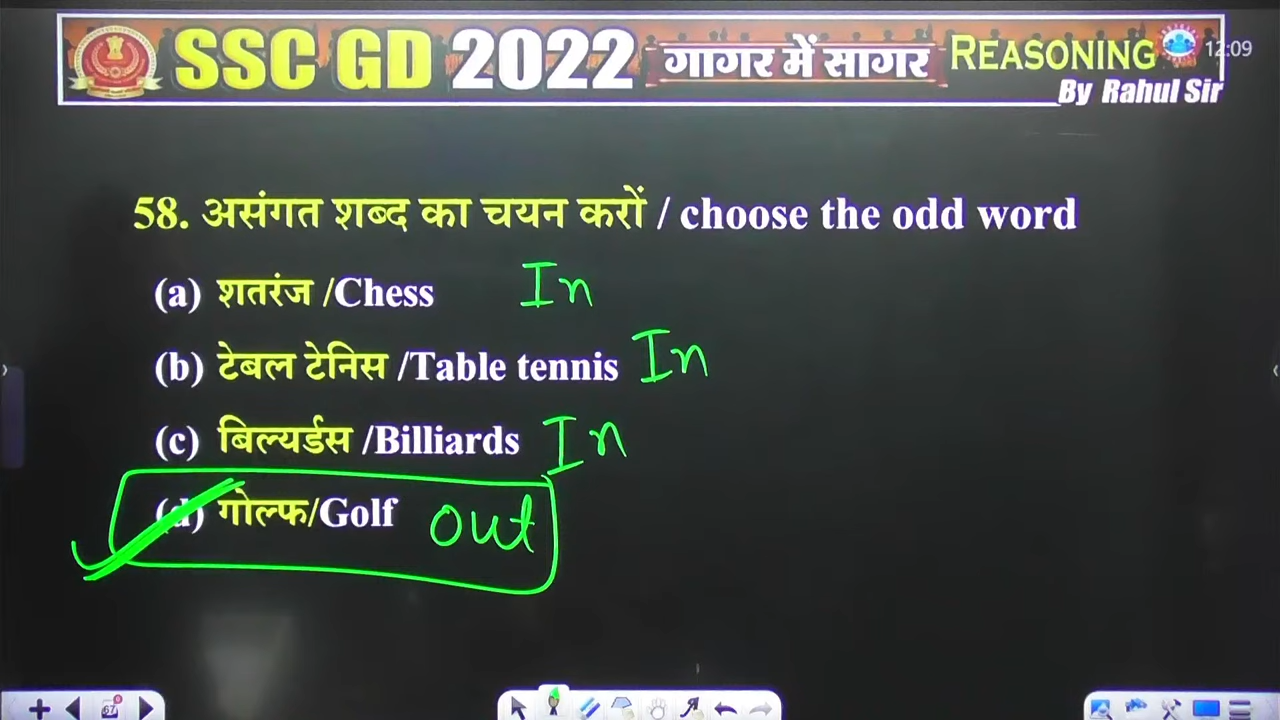 SSC GD 2022 गागर में सागर REASONING 12:09
By Rahul Sir
58. असंगत शब्द का चयन करों / choose the odd word
(a) शतरंज /Chess In
(b) टेबल टेनिस /Table tennis In
(c) बिल्यर्डस /Billiards In
(d) गोल्फ/Golf out